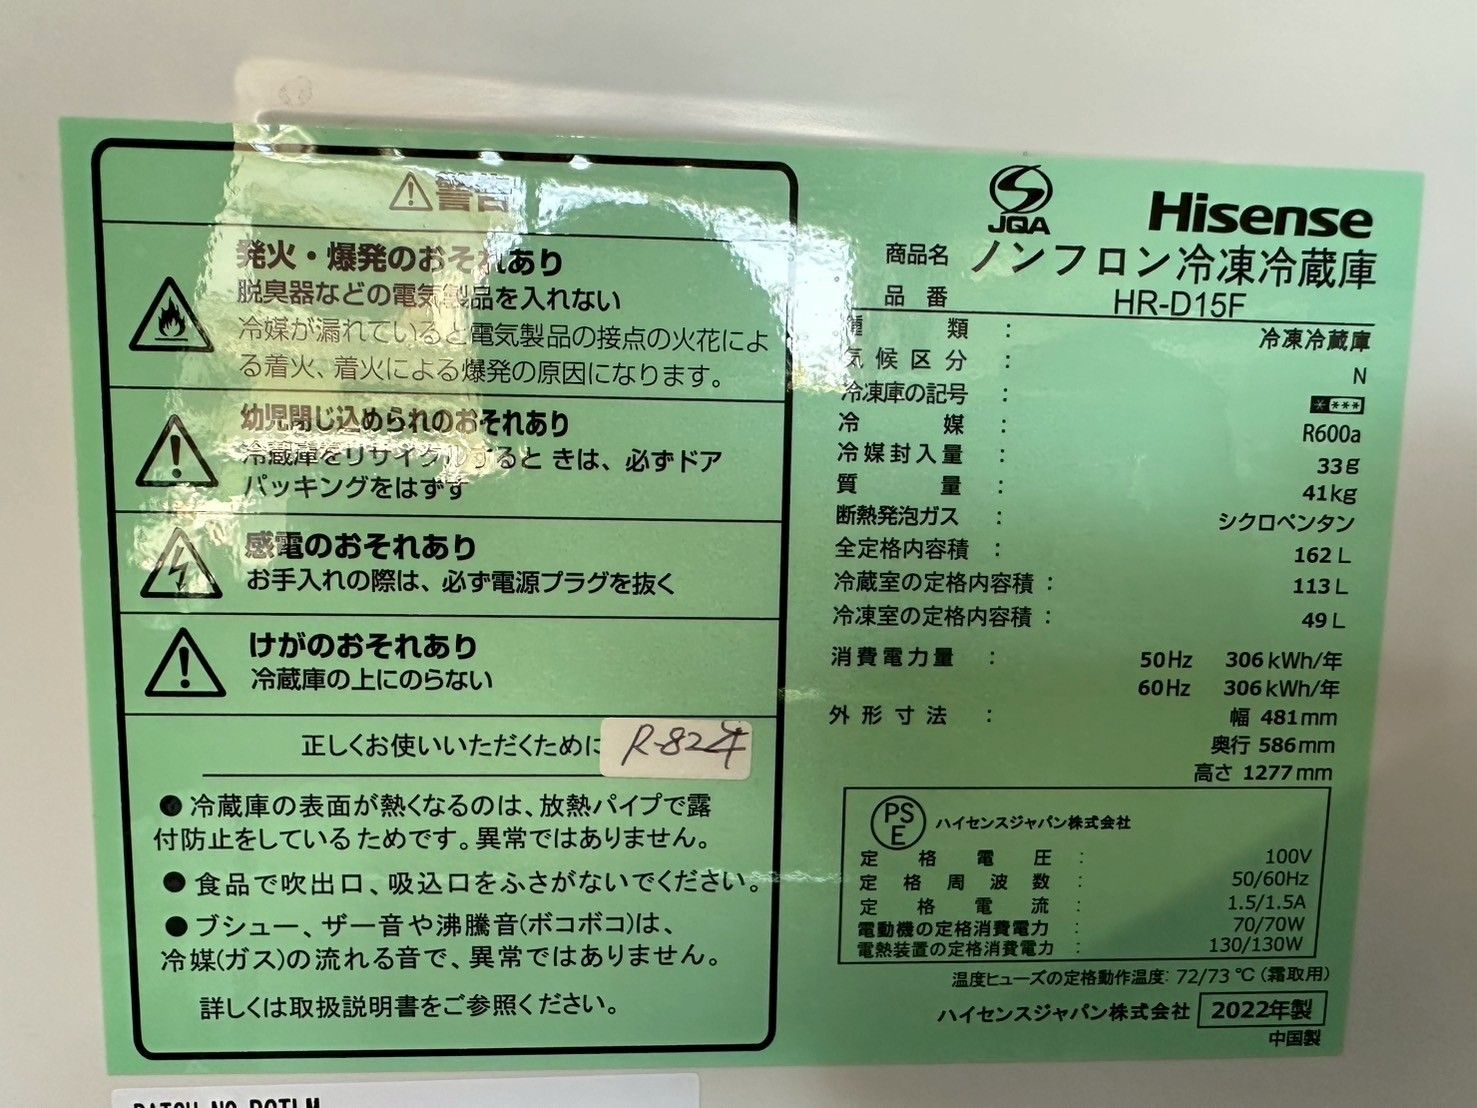 警告
発火・爆発のおそれあり
脱臭器などの電気製品を入れない
冷媒が漏れていると電気製品の接点の火花によ
る着火、着火による爆発の原因になります。
幼児閉じ込められのおそれあり
冷蔵庫をリサイクルするときは、必ずドア
パッキングをはずす
感電のおそれあり
お手入れの際は、必ず電源プラグを抜く
けがのおそれあり
冷蔵庫の上にのらない
正しくお使いいただくために
R-824
●冷蔵庫の表面が熱くなるのは、放熱パイプで露
付防止をしているためです。異常ではありません。
●食品で吹出口、吸込口をふさがないでください。
●ブシュー、ザー音や沸騰音(ボコボコ)は、
冷媒(ガス)の流れる音で、異常ではありません。
詳しくは取扱説明書をご参照ください。
JQA
Hisense
商品名 ノンフロン冷凍冷蔵庫
品番 HR-D15F
種類 : 冷凍冷蔵庫
気候区分 : N
冷凍庫の記号 : ****
冷媒 : R600a
冷媒封入量 : 33g
質量 : 41kg
断熱発泡ガス : シクロペンタン
全定格内容積 : 162L
冷蔵室の定格内容積 : 113L
冷凍室の定格内容積 : 49L
消費電力量 : 50Hz 306kWh/年
60Hz 306kWh/年
外形寸法 : 幅 481mm
奥行 586mm
高さ 1277mm
PSE ハイセンスジャパン株式会社
定格電圧 : 100V
定格周波数 : 50/60Hz
定格電流 : 1.5/1.5A
電動機の定格消費電力 : 70/70W
電熱装置の定格消費電力 : 130/130W
温度ヒューズの定格動作温度: 72/73℃(霜取用)
ハイセンスジャパン株式会社 2022年製
中国製